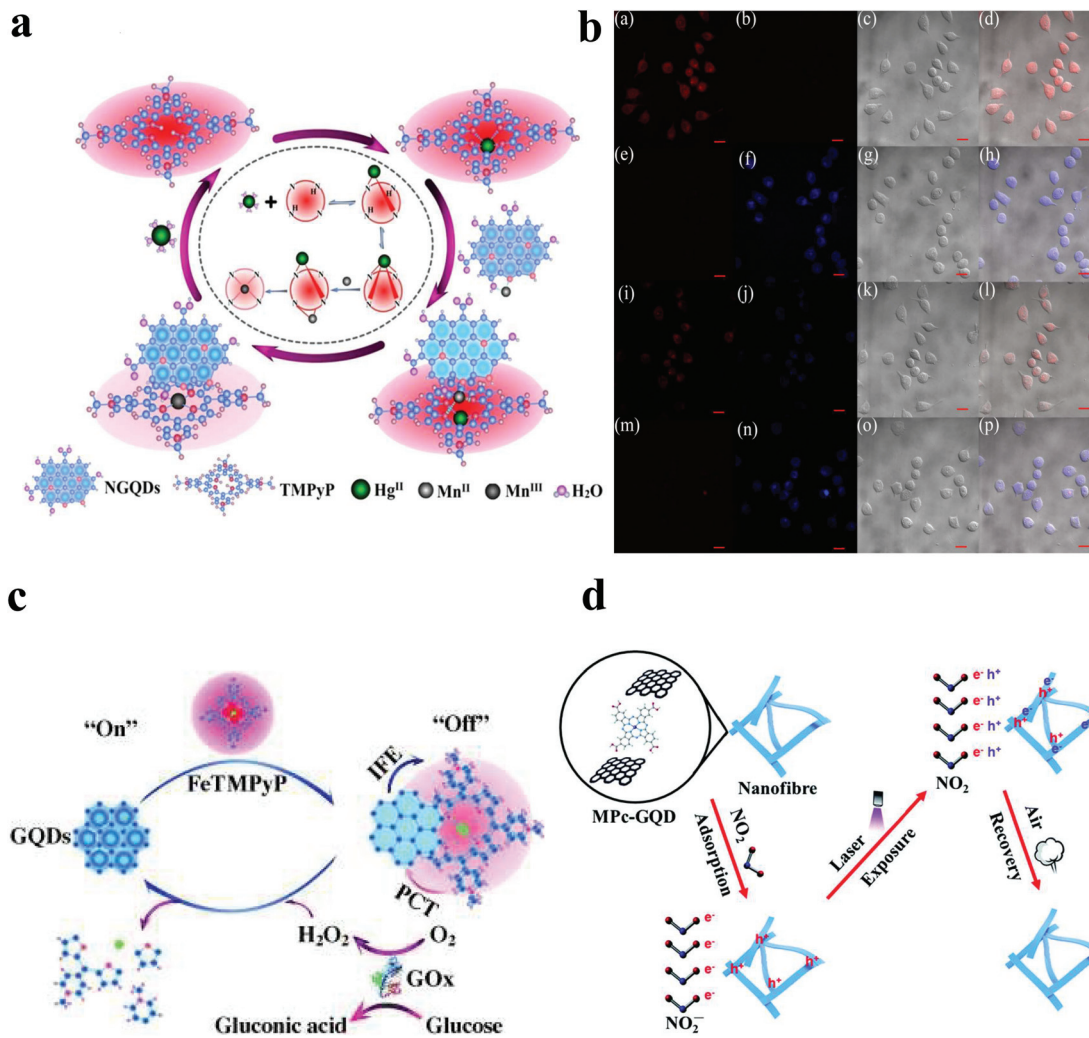 a
N
H
H
N
N
H
H
N
+
N
N
NGQDs
TMPyP
Hg^II
Mn^II
Mn^III
H₂O
b
(a) (b) (c) (d)
(e) (f) (g) (h)
(i) (j) (k) (l)
(m) (n) (o) (p)
c
"On"
"Off"
FeTMPyP
IFE
GQDs
PCT
H₂O₂
O₂
GOx
Gluconic acid
Glucose
d
MPc-GQD
Nanofibre
NO₂
Adsorption
e⁻
e⁻
e⁻
e⁻
NO₂⁻
h⁺
h⁺
h⁺
h⁺
Laser
Exposure
e⁻ h⁺
e⁻ h⁺
e⁻ h⁺
e⁻ h⁺
NO₂
e⁻
h⁺
e⁻
h⁺
h⁺
e⁻
e⁻
Air
Recovery